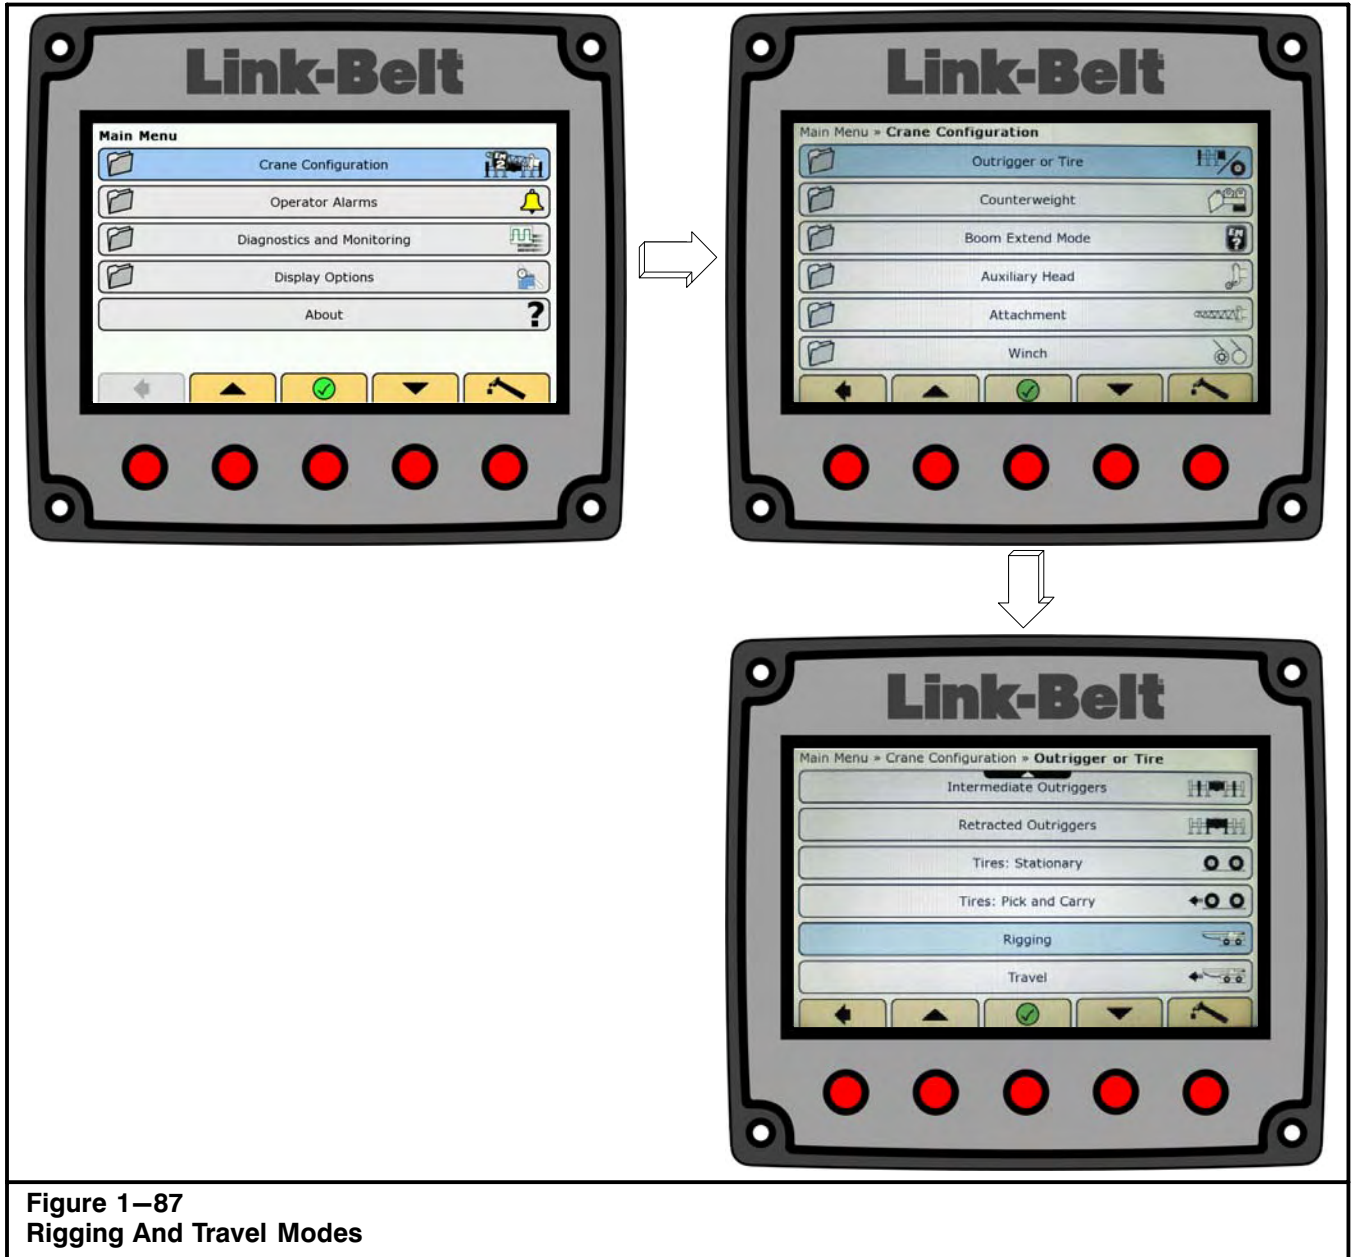 Link-Belt
Main Menu
Crane Configuration
Operator Alarms
Diagnostics and Monitoring
Display Options
About
?
Link-Belt
Main Menu » Crane Configuration
Outrigger or Tire
Counterweight
Boom Extend Mode
Auxiliary Head
Attachment
Winch
Link-Belt
Main Menu » Crane Configuration » Outrigger or Tire
Intermediate Outriggers
Retracted Outriggers
Tires: Stationary
Tires: Pick and Carry
Rigging
Travel
Figure 1—87
Rigging And Travel Modes